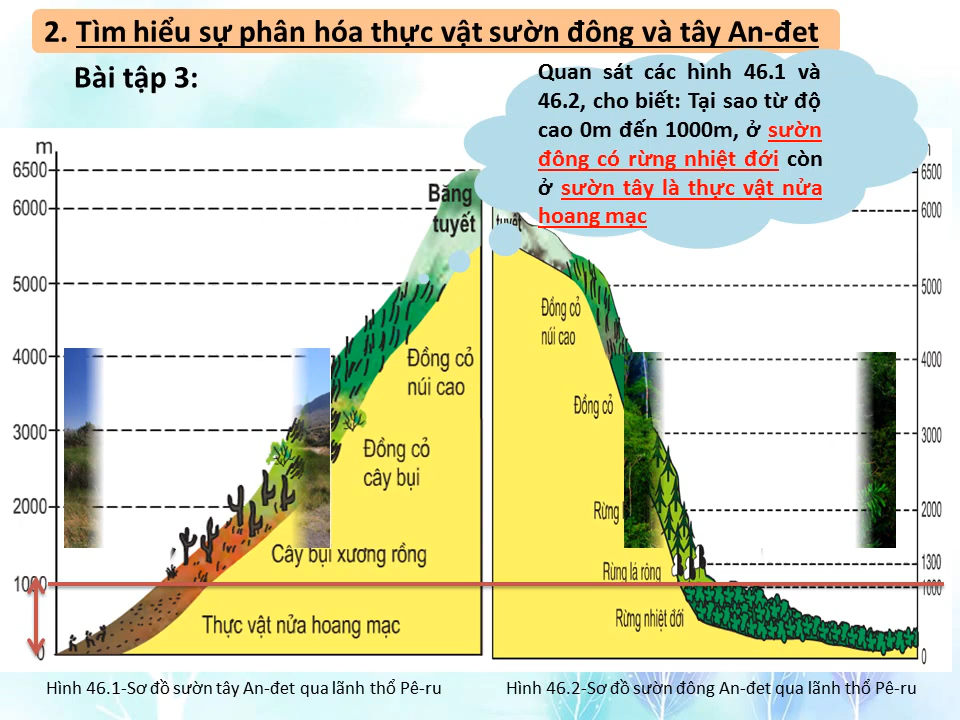 2. Tìm hiểu sự phân hóa thực vật sườn đông và tây An-đet
Bài tập 3:
Quan sát các hình 46.1 và
46.2, cho biết: Tại sao từ độ
cao 0m đến 1000m, ở sườn
đông có rừng nhiệt đới còn
ở sườn tây là thực vật nửa
hoang mạc
m
6500
6000
5000
4000
3000
2000
1000
0
Băng
tuyết
Đồng cỏ
núi cao
Đồng cỏ
cây bụi
Cây bụi xương rồng
Thực vật nửa hoang mạc
tuyết
Đồng cỏ
núi cao
Đồng cỏ
Rừng
Rừng lá rộng
Rừng nhiệt đới
6500
6000
5000
4000
3000
2000
1300
1000
0
Hình 46.1-Sơ đồ sườn tây An-đet qua lãnh thổ Pê-ru
Hình 46.2-Sơ đồ sườn đông An-đet qua lãnh thổ Pê-ru